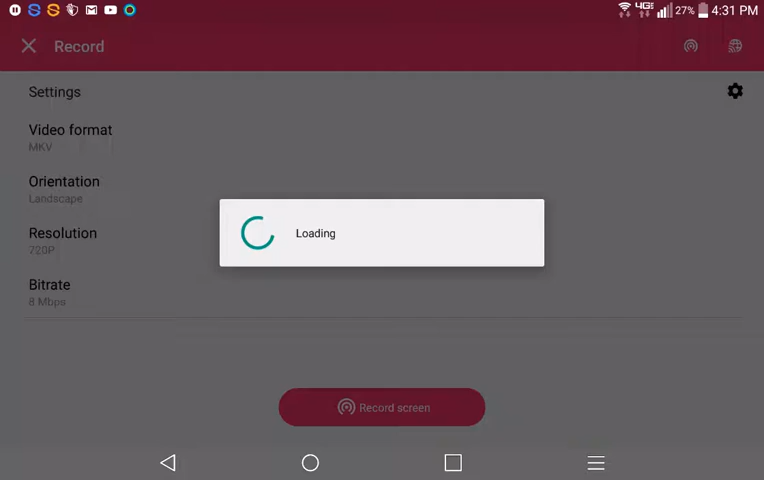 4G 27% 4:31 PM
Record
Settings
Video format
MKV
Orientation
Landscape
Loading
Resolution
720P
Bitrate
8 Mbps
Record screen